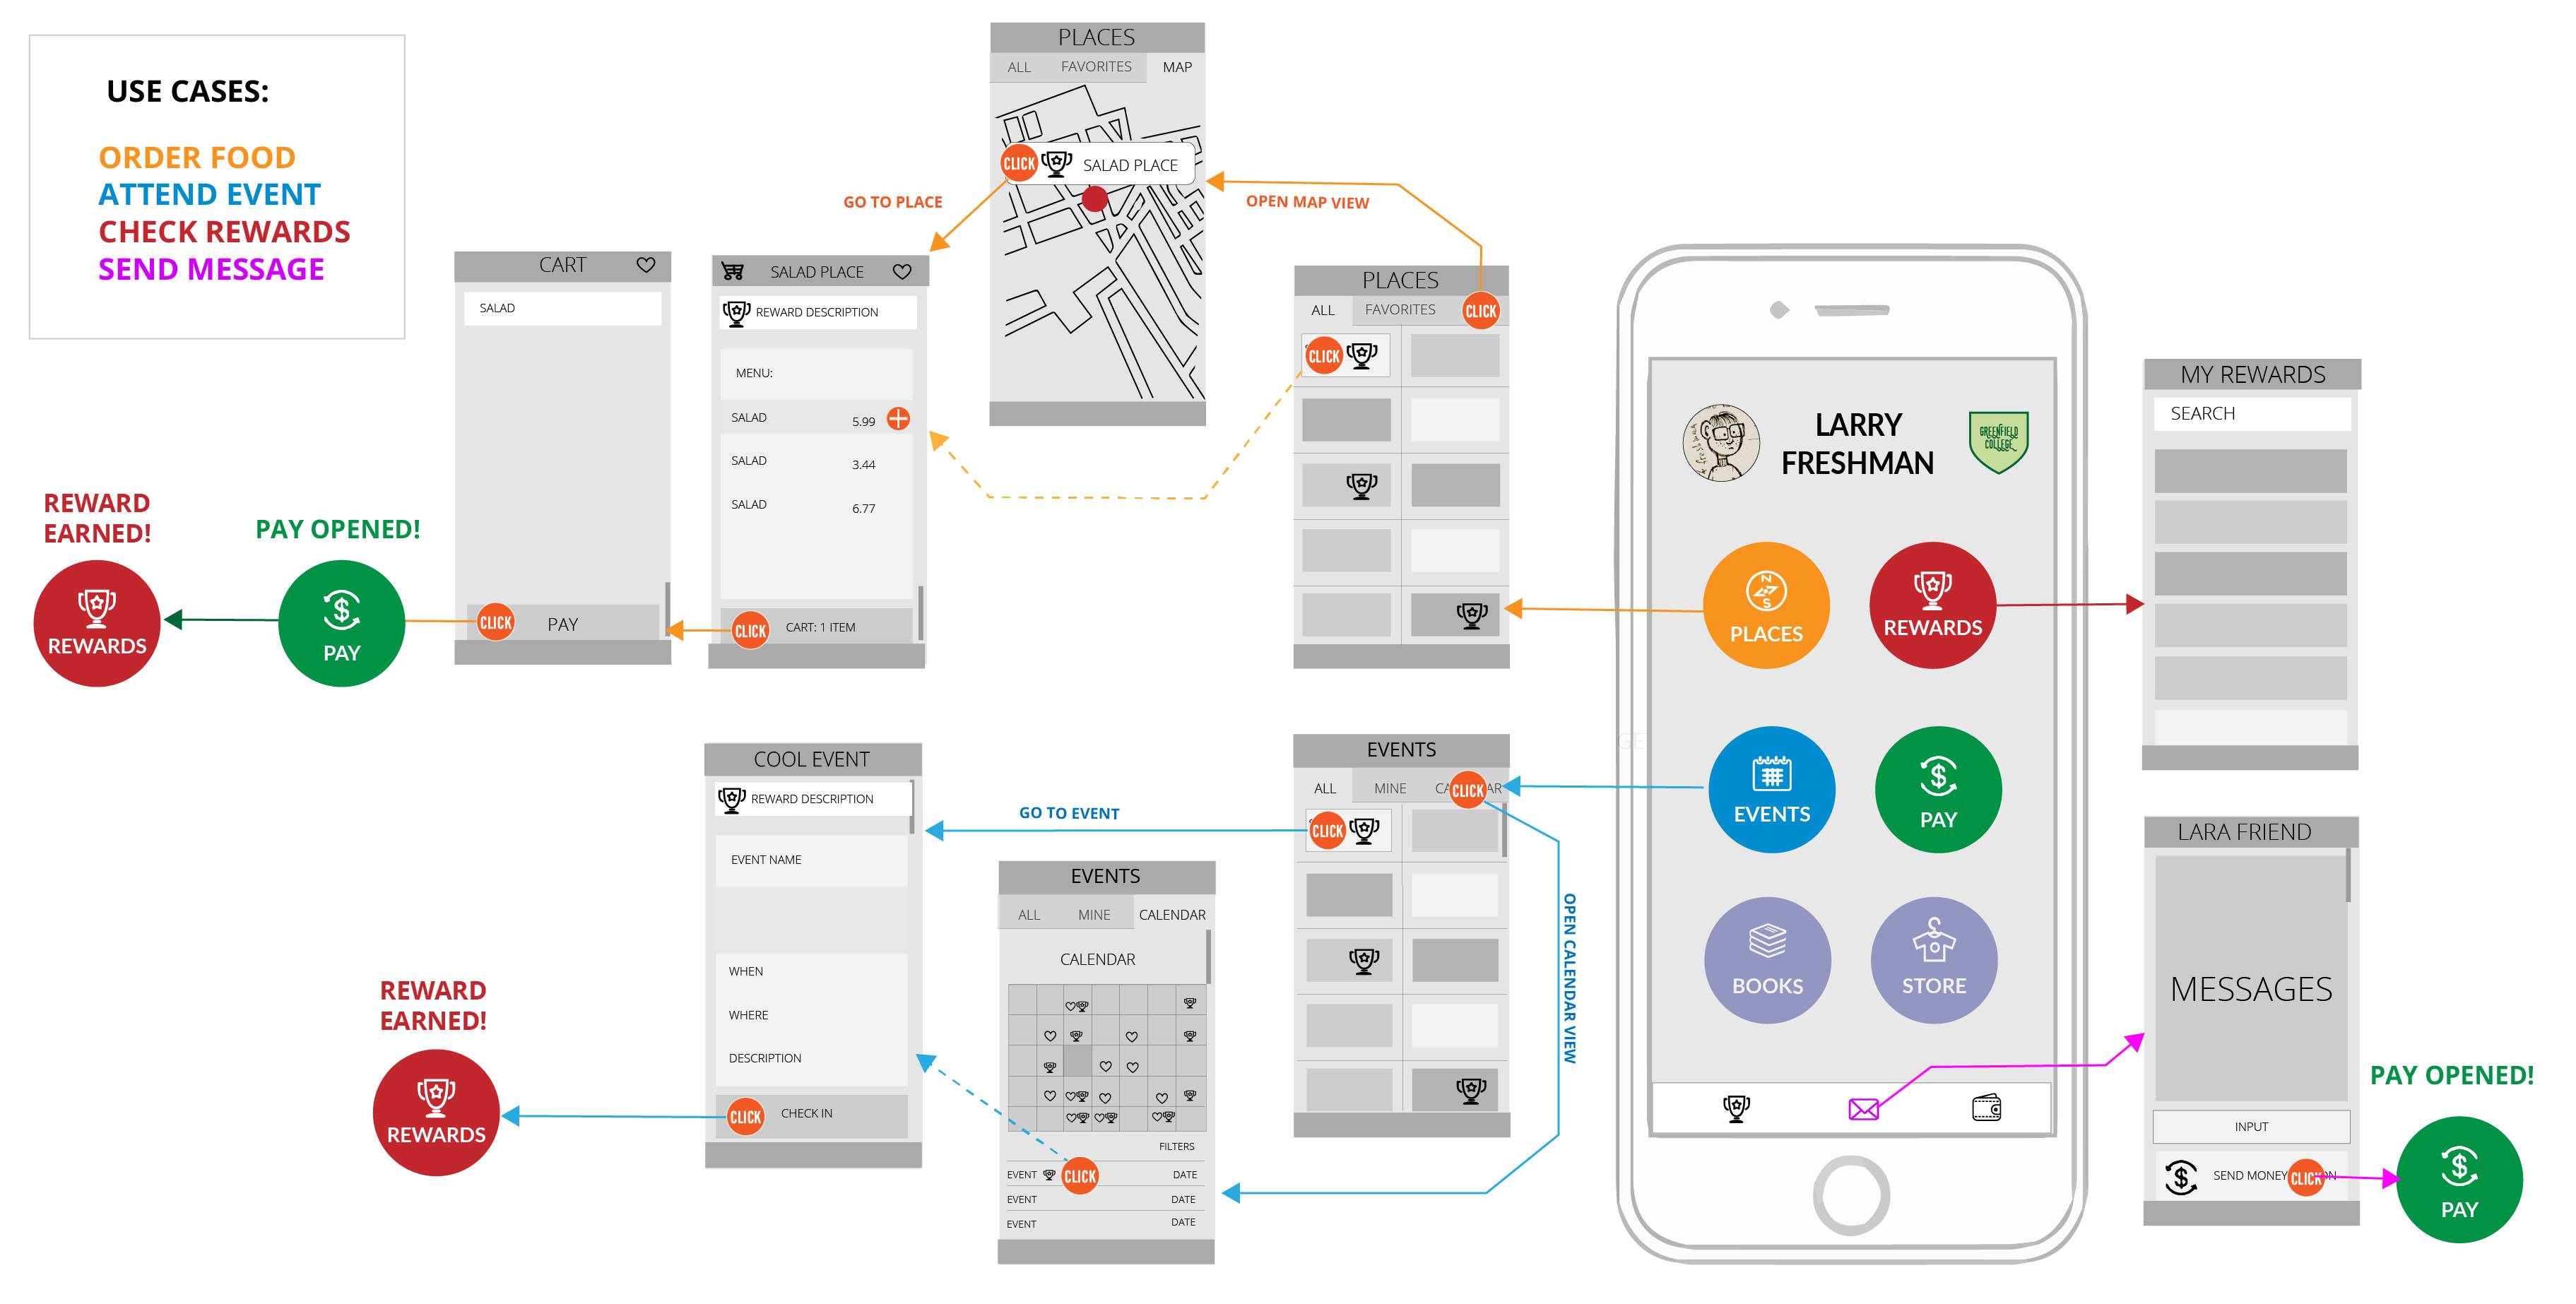 USE CASES:
ORDER FOOD
ATTEND EVENT
CHECK REWARDS
SEND MESSAGE
PLACES
ALL FAVORITES MAP
CLICK SALAD PLACE
GO TO PLACE
OPEN MAP VIEW
CART
SALAD
CLICK PAY
SALAD PLACE
REWARD DESCRIPTION
MENU:
SALAD 5.99
SALAD 3.44
SALAD 6.77
CLICK CART: 1 ITEM
PLACES
ALL FAVORITES CLICK
CLICK
REWARD
EARNED!
REWARDS
PAY OPENED!
PAY
LARRY
FRESHMAN
GREENFIELD
COLLEGE
N
S
PLACES
REWARDS
EVENTS
PAY
BOOKS
STORE
MY REWARDS
SEARCH
COOL EVENT
REWARD DESCRIPTION
EVENT NAME
WHEN
WHERE
DESCRIPTION
CLICK CHECK IN
REWARD
EARNED!
REWARDS
GO TO EVENT
EVENTS
ALL MINE CALENDAR
CALENDAR
FILTERS
EVENT CLICK DATE
EVENT DATE
EVENT DATE
EVENTS
ALL MINE CLICK
CLICK
OPEN CALENDAR VIEW
LARA FRIEND
MESSAGES
INPUT
SEND MONEY CLICK
PAY OPENED!
PAY